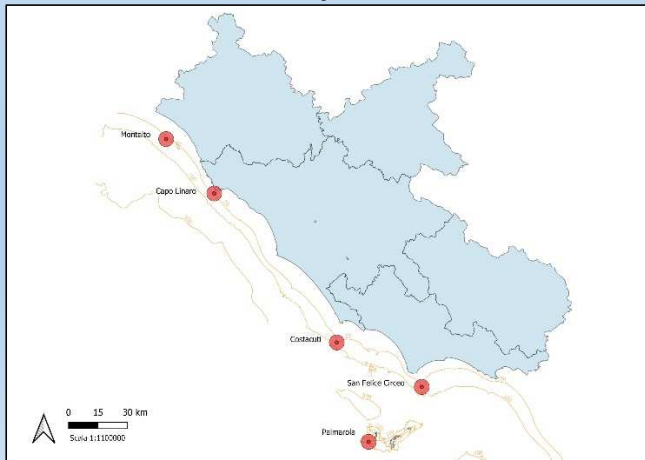 Montalto
Capo Linaro
Costacuti
San Felice Circeo
Palmarola
0 15 30 km
Scala 1:1100000